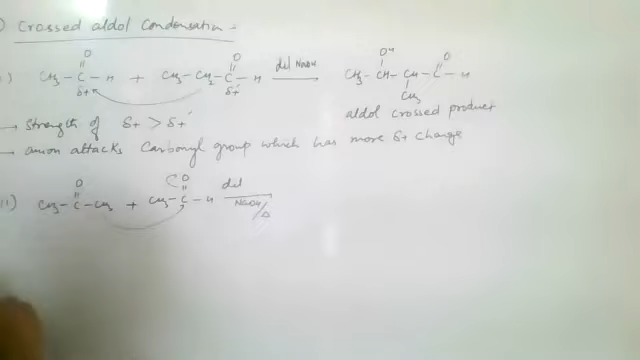 ) Crossed aldol Condensation :-
O OH O
CH₃ - C - H + CH₃ - CH₂ - C - H dil NaOH CH₃ - CH - CH - C - H
δ+ δ+' CH₃
aldol crossed product
→ Strength of δ+ > δ+'
→ anion attacks Carbonyl group which has more δ+ charge
O O
ii) CH₃ - C - CH₃ + CH₃ - C - H dil
NaOH/Δ